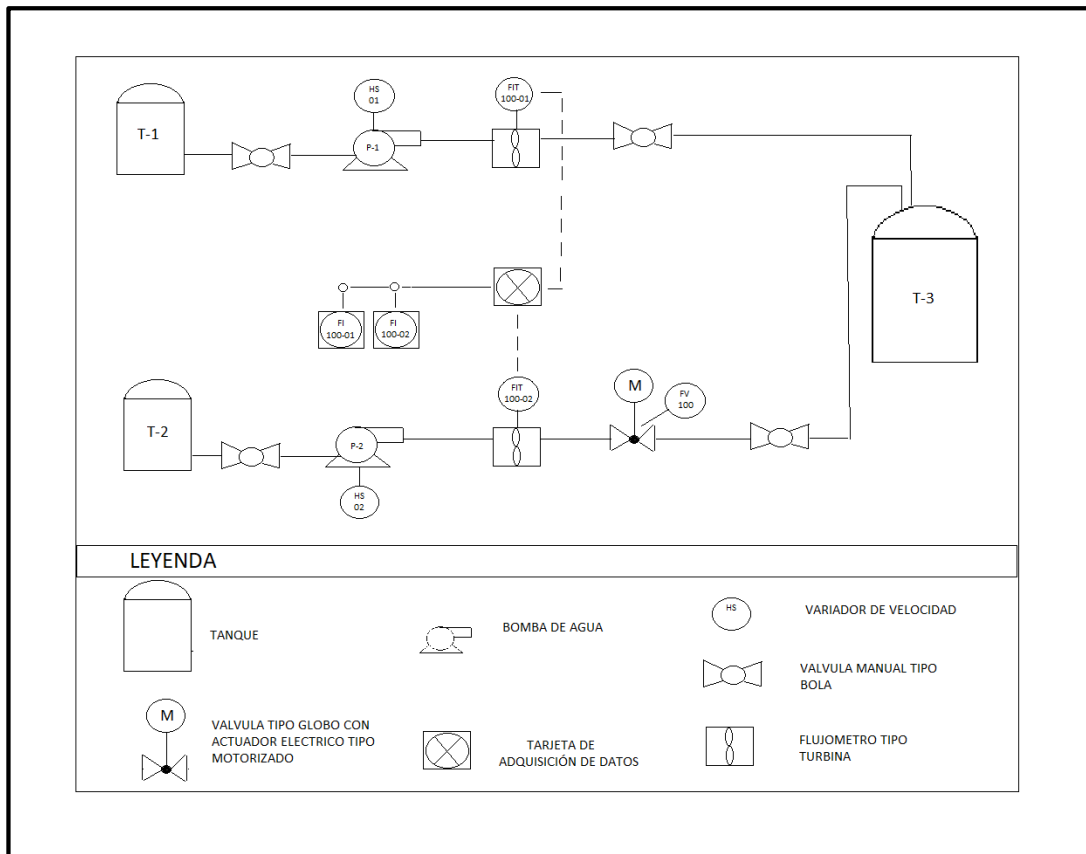 HS
01
FIT
100-01
T-1
P-1
T-3
FI
100-01
FI
100-02
FIT
100-02
M
FV
100
T-2
P-2
HS
02
LEYENDA
TANQUE
BOMBA DE AGUA
HS
VARIADOR DE VELOCIDAD
VALVULA MANUAL TIPO
BOLA
M
VALVULA TIPO GLOBO CON
ACTUADOR ELECTRICO TIPO
MOTORIZADO
TARJETA DE
ADQUISICIÓN DE DATOS
FLUJOMETRO TIPO
TURBINA